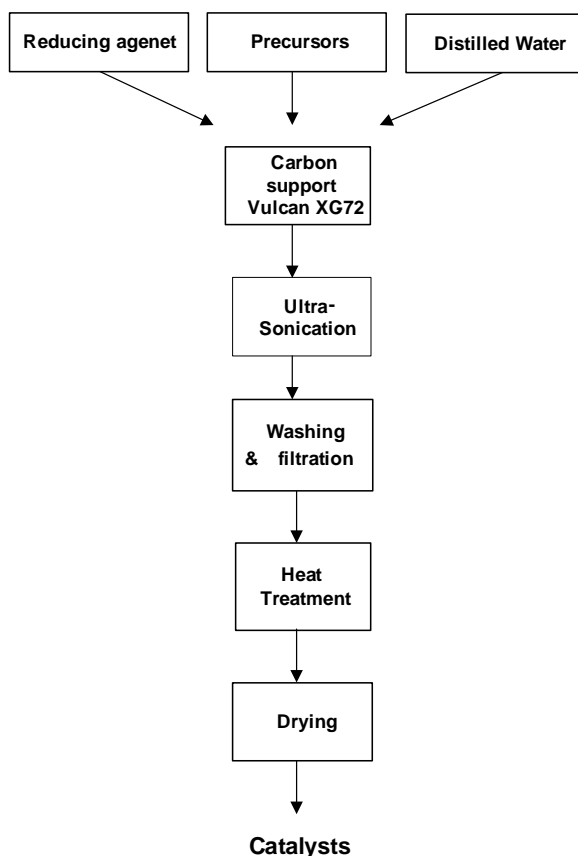 Reducing agenet
Precursors
Distilled Water
Carbon
support
Vulcan XG72
Ultra-
Sonication
Washing
& filtration
Heat
Treatment
Drying
Catalysts